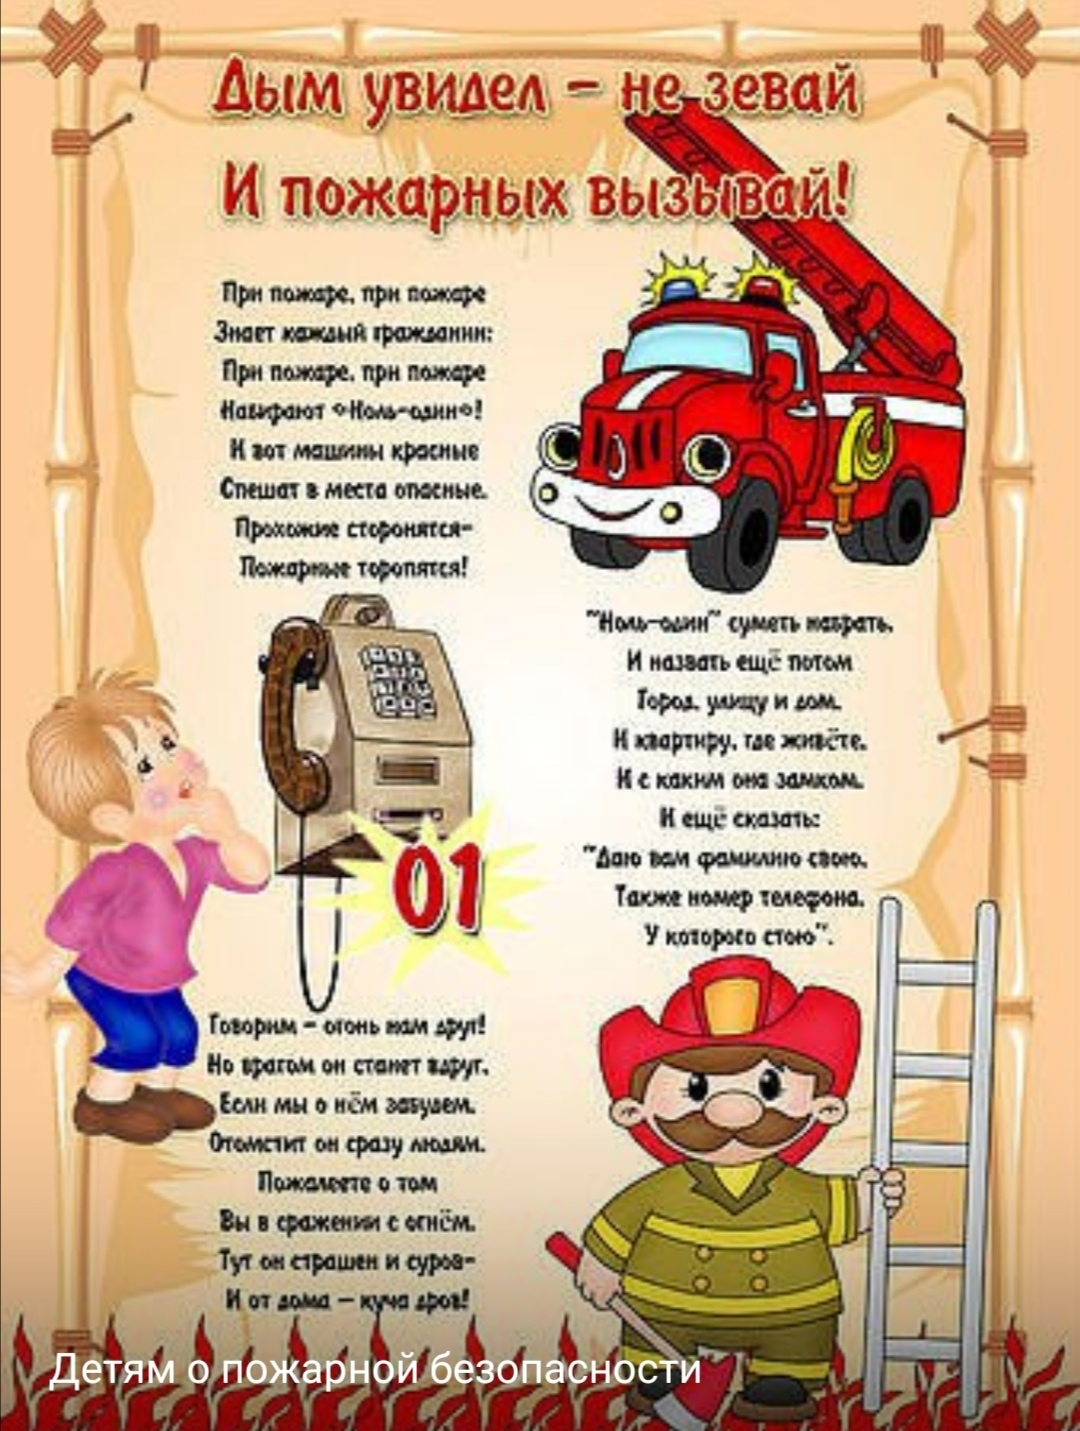 Дым увидел – не зевай
И пожарных вызывай!
При пожаре, при пожаре
Знает каждый гражданин:
При пожаре, при пожаре
Набирают «Ноль-один»!
И вот машины красные
Спешат в места опасные.
Прохожие сторонятся-
Пожарные торопятся!
"Ноль-один" суметь набрать,
И назвать ещё потом
Город, улицу и дом.
И квартиру, где живёте,
И с каким она замком.
И ещё сказать:
"Даю вам фамилию свою,
Также номер телефона,
У которого стою".
01
Говорим – огонь нам друг!
Но врагом он станет вдруг,
Если мы о нём забудем,
Отомстит он сразу людям.
Пожалеете о том
Вы в сражении с огнём.
Тут он страшен и суров-
И от дома – куча дров!
Детям о пожарной безопасности